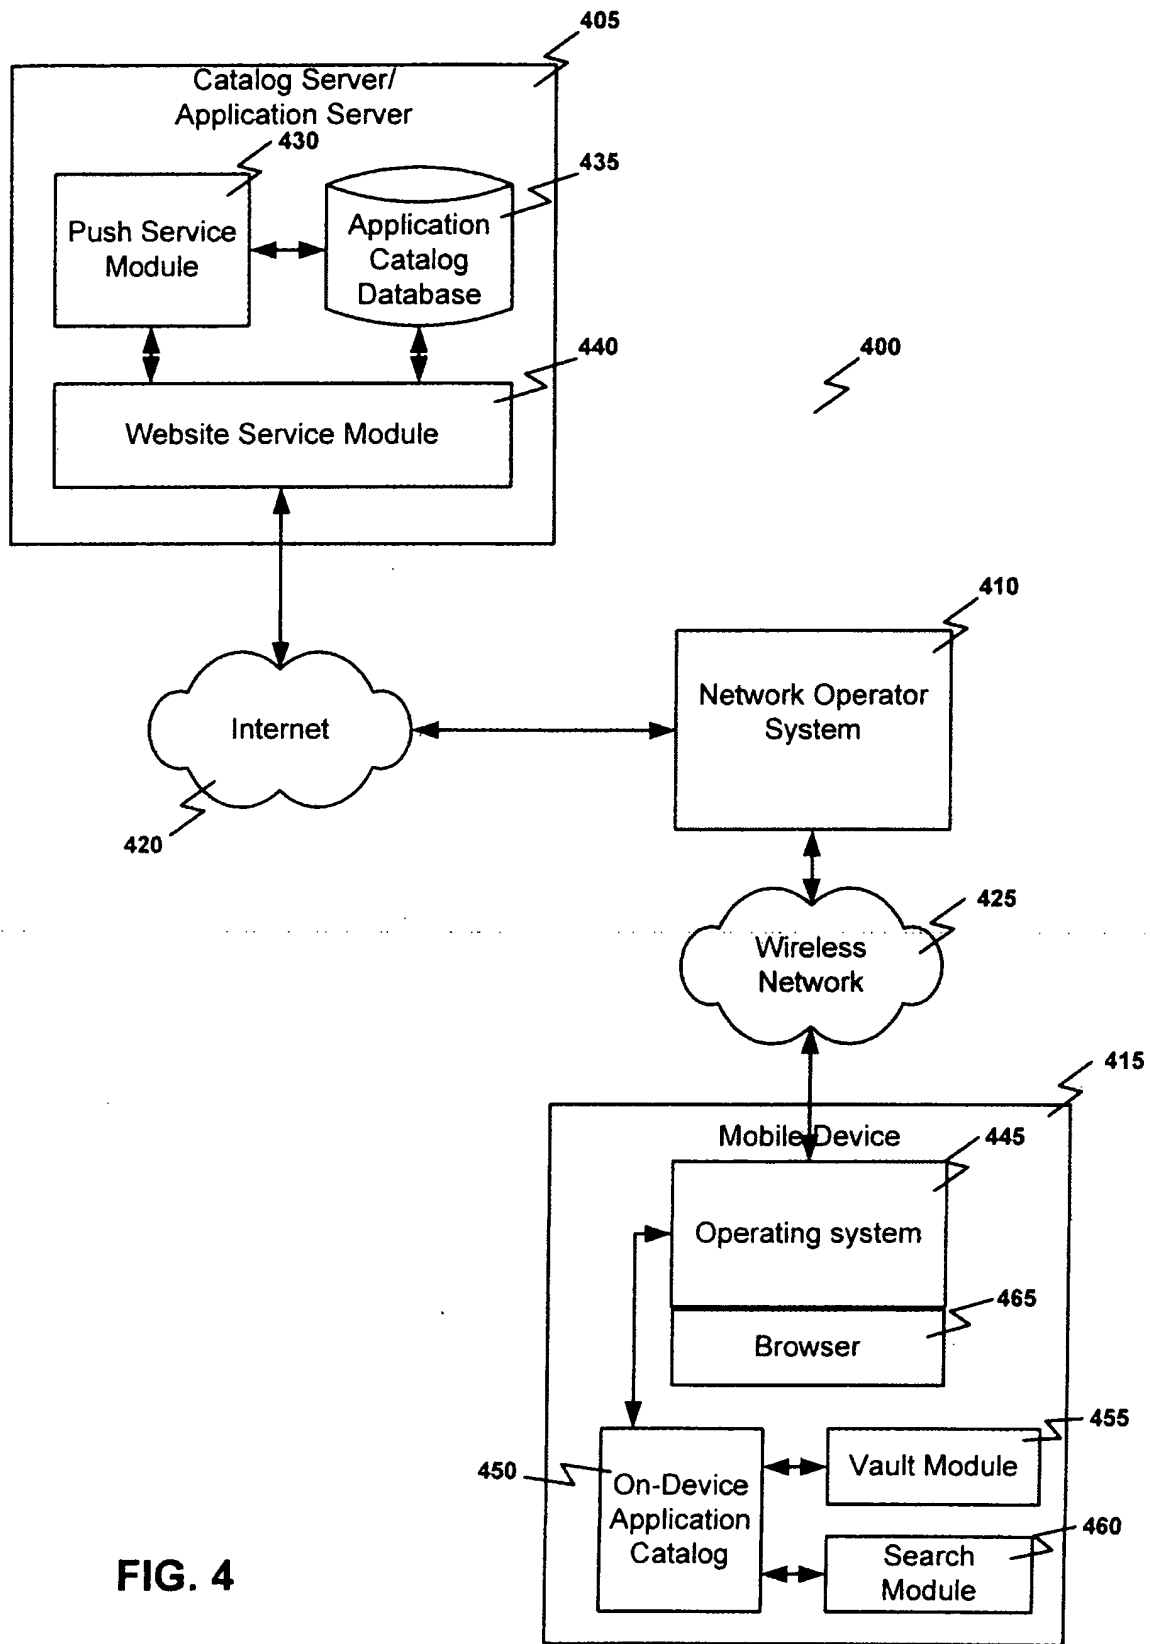 405
Catalog Server/
Application Server
430
435
Push Service
Module
Application
Catalog
Database
440
400
Website Service Module
410
Network Operator
System
Internet
420
425
Wireless
Network
415
Mobile Device
445
Operating system
465
Browser
455
450
On-Device
Application
Catalog
Vault Module
460
Search
Module
FIG. 4